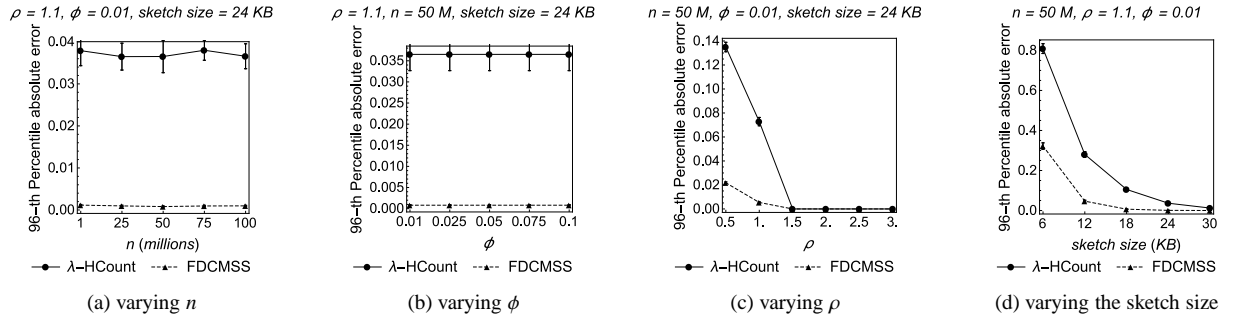 ρ = 1.1, ϕ = 0.01, sketch size = 24 KB
96-th Percentile absolute error
0.04
0.03
0.02
0.01
0.00
1 25 50 75 100
n (millions)
λ-HCount FDCMSS
(a) varying n
ρ = 1.1, n = 50 M, sketch size = 24 KB
96-th Percentile absolute error
0.035
0.030
0.025
0.020
0.015
0.010
0.005
0.000
0.01 0.025 0.05 0.075 0.1
ϕ
λ-HCount FDCMSS
(b) varying ϕ
n = 50 M, ϕ = 0.01, sketch size = 24 KB
96-th Percentile absolute error
0.14
0.12
0.10
0.08
0.06
0.04
0.02
0.00
0.5 1. 1.5 2. 2.5 3.
ρ
λ-HCount FDCMSS
(c) varying ρ
n = 50 M, ρ = 1.1, ϕ = 0.01
96-th Percentile absolute error
0.8
0.6
0.4
0.2
0.0
6 12 18 24 30
sketch size (KB)
λ-HCount FDCMSS
(d) varying the sketch size